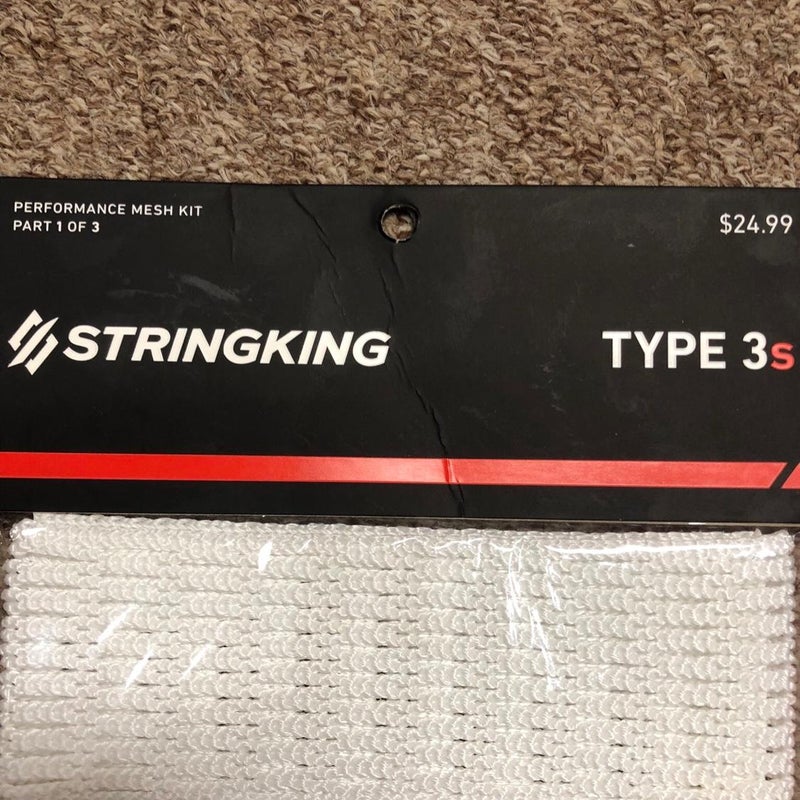 PERFORMANCE MESH KIT
PART 1 OF 3
$24.99
STRINGKING
TYPE 3s